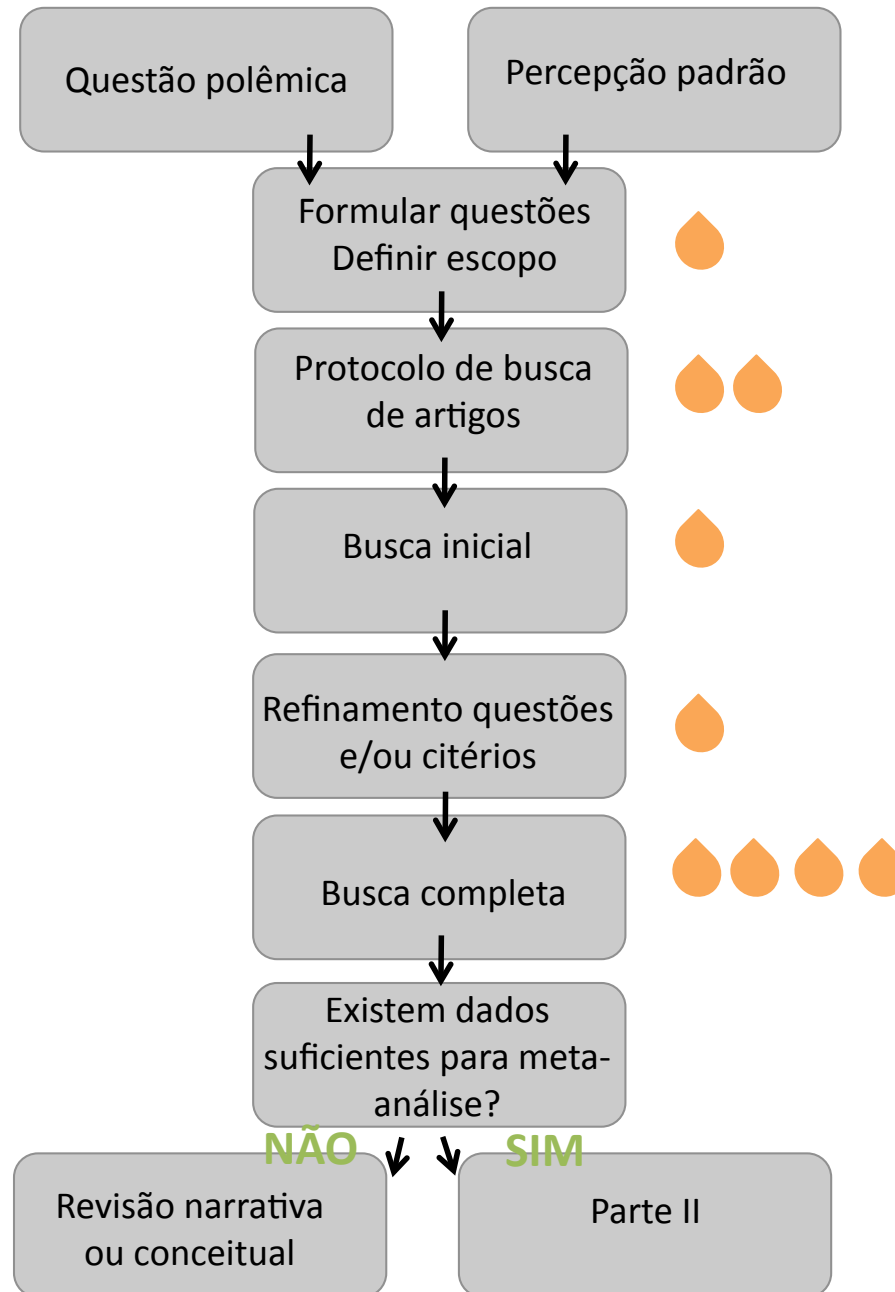 Questão polêmica
Percepção padrão
Formular questões
Definir escopo
Protocolo de busca
de artigos
Busca inicial
Refinamento questões
e/ou citérios
Busca completa
Existem dados
suficientes para meta-
análise?
NÃO
SIM
Revisão narrativa
ou conceitual
Parte II